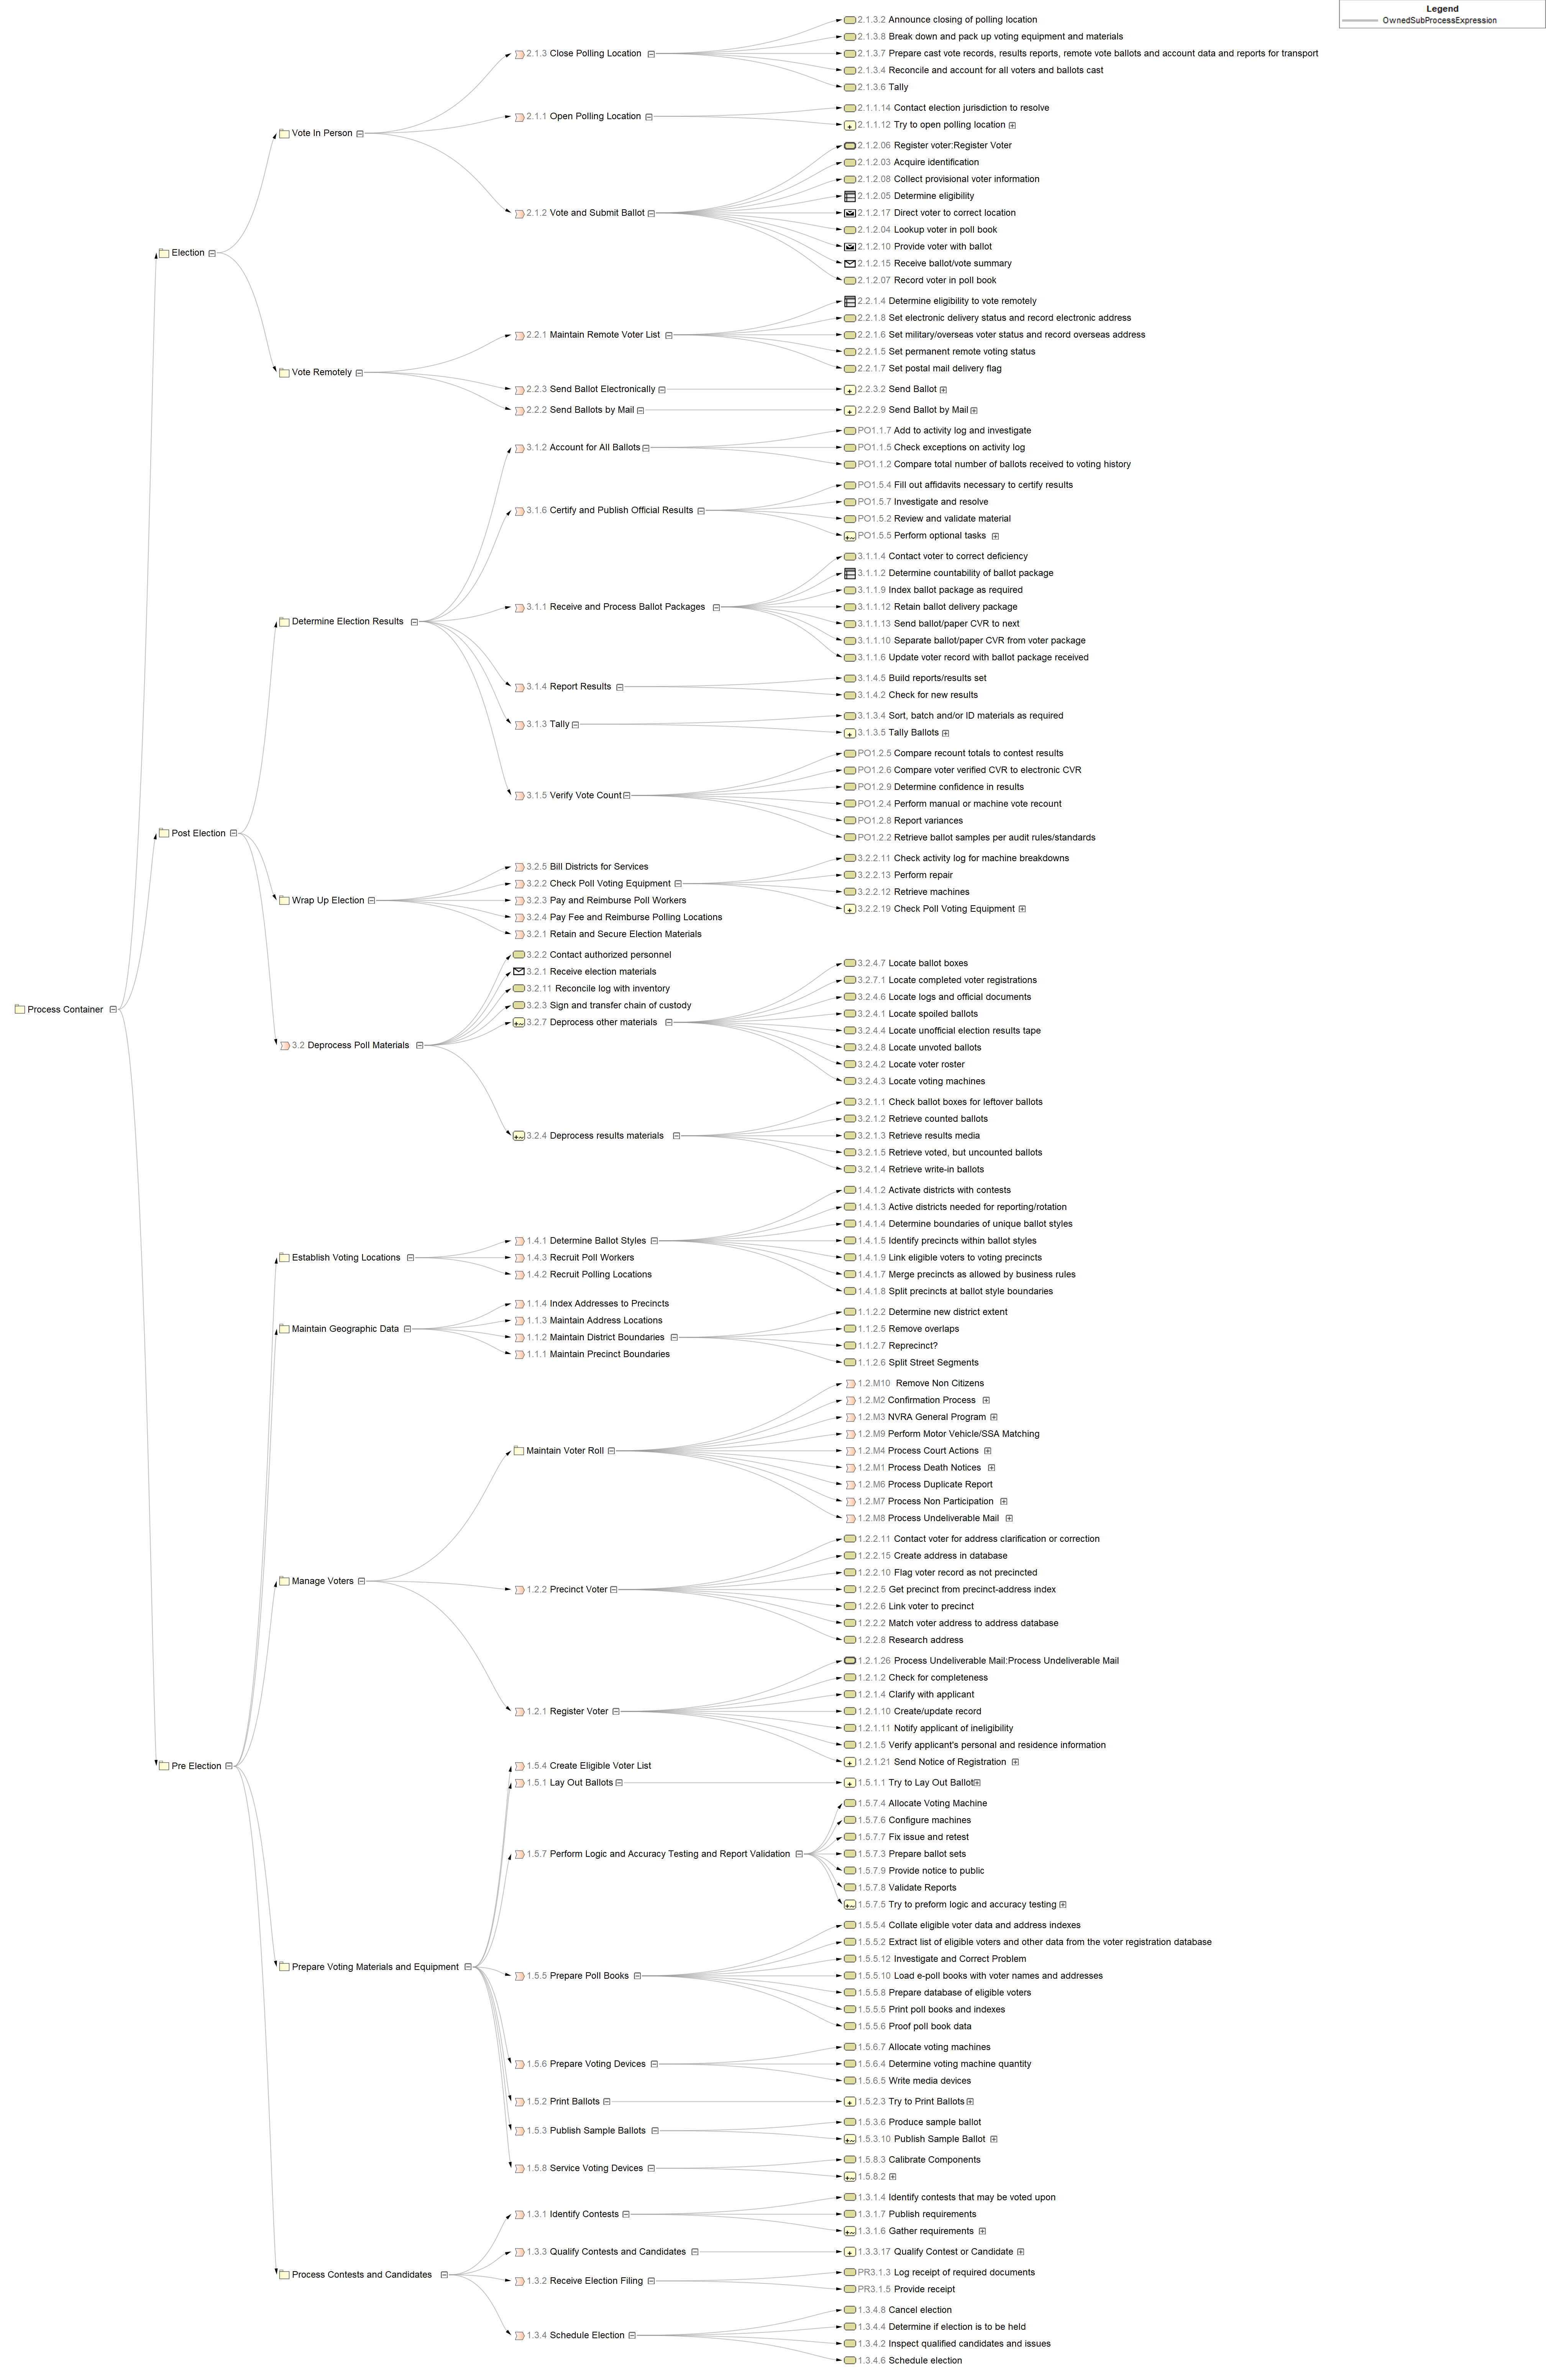 Legend
OwnedSubProcessExpression
2.1.3.2 Announce closing of polling location
2.1.3.8 Break down and pack up voting equipment and materials
2.1.3 Close Polling Location
2.1.3.7 Prepare cast vote records, results reports, remote vote ballots and account data and reports for transport
2.1.3.4 Reconcile and account for all voters and ballots cast
2.1.3.6 Tally
2.1.1.14 Contact election jurisdiction to resolve
2.1.1 Open Polling Location
2.1.1.12 Try to open polling location
Vote In Person
2.1.2.06 Register voter:Register Voter
2.1.2.03 Acquire identification
2.1.2.08 Collect provisional voter information
2.1.2.05 Determine eligibility
2.1.2 Vote and Submit Ballot
2.1.2.17 Direct voter to correct location
2.1.2.04 Lookup voter in poll book
2.1.2.10 Provide voter with ballot
Election
2.1.2.15 Receive ballot/vote summary
2.1.2.07 Record voter in poll book
2.2.1.4 Determine eligibility to vote remotely
2.2.1.8 Set electronic delivery status and record electronic address
2.2.1 Maintain Remote Voter List
2.2.1.6 Set military/overseas voter status and record overseas address
2.2.1.5 Set permanent remote voting status
2.2.1.7 Set postal mail delivery flag
Vote Remotely
2.2.3 Send Ballot Electronically
2.2.3.2 Send Ballot
2.2.2 Send Ballots by Mail
2.2.2.9 Send Ballot by Mail
PO1.1.7 Add to activity log and investigate
3.1.2 Account for All Ballots
PO1.1.5 Check exceptions on activity log
PO1.1.2 Compare total number of ballots received to voting history
PO1.5.4 Fill out affidavits necessary to certify results
PO1.5.7 Investigate and resolve
3.1.6 Certify and Publish Official Results
PO1.5.2 Review and validate material
PO1.5.5 Perform optional tasks
3.1.1.4 Contact voter to correct deficiency
3.1.1.2 Determine countability of ballot package
3.1.1.9 Index ballot package as required
3.1.1 Receive and Process Ballot Packages
3.1.1.12 Retain ballot delivery package
Determine Election Results
3.1.1.13 Send ballot/paper CVR to next
3.1.1.10 Separate ballot/paper CVR from voter package
3.1.1.6 Update voter record with ballot package received
3.1.4.5 Build reports/results set
3.1.4 Report Results
3.1.4.2 Check for new results
3.1.3.4 Sort, batch and/or ID materials as required
3.1.3 Tally
3.1.3.5 Tally Ballots
PO1.2.5 Compare recount totals to contest results
PO1.2.6 Compare voter verified CVR to electronic CVR
PO1.2.9 Determine confidence in results
3.1.5 Verify Vote Count
PO1.2.4 Perform manual or machine vote recount
PO1.2.8 Report variances
Post Election
PO1.2.2 Retrieve ballot samples per audit rules/standards
3.2.2.11 Check activity log for machine breakdowns
3.2.5 Bill Districts for Services
3.2.2.13 Perform repair
3.2.2 Check Poll Voting Equipment
3.2.2.12 Retrieve machines
Wrap Up Election
3.2.3 Pay and Reimburse Poll Workers
3.2.2.19 Check Poll Voting Equipment
3.2.4 Pay Fee and Reimburse Polling Locations
3.2.1 Retain and Secure Election Materials
3.2.2 Contact authorized personnel
3.2.4.7 Locate ballot boxes
3.2.1 Receive election materials
3.2.7.1 Locate completed voter registrations
3.2.11 Reconcile log with inventory
3.2.4.6 Locate logs and official documents
3.2.3 Sign and transfer chain of custody
Process Container
3.2.4.1 Locate spoiled ballots
3.2.7 Deprocess other materials
3.2.4.4 Locate unofficial election results tape
3.2 Deprocess Poll Materials
3.2.4.8 Locate unvoted ballots
3.2.4.2 Locate voter roster
3.2.4.3 Locate voting machines
3.2.1.1 Check ballot boxes for leftover ballots
3.2.1.2 Retrieve counted ballots
3.2.4 Deprocess results materials
3.2.1.3 Retrieve results media
3.2.1.5 Retrieve voted, but uncounted ballots
3.2.1.4 Retrieve write-in ballots
1.4.1.2 Activate districts with contests
1.4.1.3 Active districts needed for reporting/rotation
1.4.1.4 Determine boundaries of unique ballot styles
1.4.1 Determine Ballot Styles
1.4.1.5 Identify precincts within ballot styles
Establish Voting Locations
1.4.3 Recruit Poll Workers
1.4.1.9 Link eligible voters to voting precincts
1.4.2 Recruit Polling Locations
1.4.1.7 Merge precincts as allowed by business rules
1.4.1.8 Split precincts at ballot style boundaries
1.1.4 Index Addresses to Precincts
1.1.2.2 Determine new district extent
1.1.3 Maintain Address Locations
Maintain Geographic Data
1.1.2.5 Remove overlaps
1.1.2 Maintain District Boundaries
1.1.2.7 Reprecinct?
1.1.1 Maintain Precinct Boundaries
1.1.2.6 Split Street Segments
1.2.M10 Remove Non Citizens
1.2.M2 Confirmation Process
1.2.M3 NVRA General Program
1.2.M9 Perform Motor Vehicle/SSA Matching
Maintain Voter Roll
1.2.M4 Process Court Actions
1.2.M1 Process Death Notices
1.2.M6 Process Duplicate Report
1.2.M7 Process Non Participation
1.2.M8 Process Undeliverable Mail
1.2.2.11 Contact voter for address clarification or correction
1.2.2.15 Create address in database
1.2.2.10 Flag voter record as not precincted
Manage Voters
1.2.2 Precinct Voter
1.2.2.5 Get precinct from precinct-address index
1.2.2.6 Link voter to precinct
1.2.2.2 Match voter address to address database
1.2.2.8 Research address
1.2.1.26 Process Undeliverable Mail:Process Undeliverable Mail
1.2.1.2 Check for completeness
1.2.1.4 Clarify with applicant
1.2.1 Register Voter
1.2.1.10 Create/update record
1.2.1.11 Notify applicant of ineligibility
1.2.1.5 Verify applicant's personal and residence information
1.2.1.21 Send Notice of Registration
Pre Election
1.5.4 Create Eligible Voter List
1.5.1 Lay Out Ballots
1.5.1.1 Try to Lay Out Ballot
1.5.7.4 Allocate Voting Machine
1.5.7.6 Configure machines
1.5.7.7 Fix issue and retest
1.5.7 Perform Logic and Accuracy Testing and Report Validation
1.5.7.3 Prepare ballot sets
1.5.7.9 Provide notice to public
1.5.7.8 Validate Reports
1.5.7.5 Try to preform logic and accuracy testing
1.5.5.4 Collate eligible voter data and address indexes
1.5.5.2 Extract list of eligible voters and other data from the voter registration database
1.5.5.12 Investigate and Correct Problem
Prepare Voting Materials and Equipment
1.5.5 Prepare Poll Books
1.5.5.10 Load e-poll books with voter names and addresses
1.5.5.8 Prepare database of eligible voters
1.5.5.5 Print poll books and indexes
1.5.5.6 Proof poll book data
1.5.6.7 Allocate voting machines
1.5.6 Prepare Voting Devices
1.5.6.4 Determine voting machine quantity
1.5.6.5 Write media devices
1.5.2 Print Ballots
1.5.2.3 Try to Print Ballots
1.5.3.6 Produce sample ballot
1.5.3 Publish Sample Ballots
1.5.3.10 Publish Sample Ballot
1.5.8.3 Calibrate Components
1.5.8 Service Voting Devices
1.5.8.2
1.3.1.4 Identify contests that may be voted upon
1.3.1 Identify Contests
1.3.1.7 Publish requirements
1.3.1.6 Gather requirements
1.3.3 Qualify Contests and Candidates
1.3.3.17 Qualify Contest or Candidate
Process Contests and Candidates
PR3.1.3 Log receipt of required documents
1.3.2 Receive Election Filing
PR3.1.5 Provide receipt
1.3.4.8 Cancel election
1.3.4.4 Determine if election is to be held
1.3.4 Schedule Election
1.3.4.2 Inspect qualified candidates and issues
1.3.4.6 Schedule election